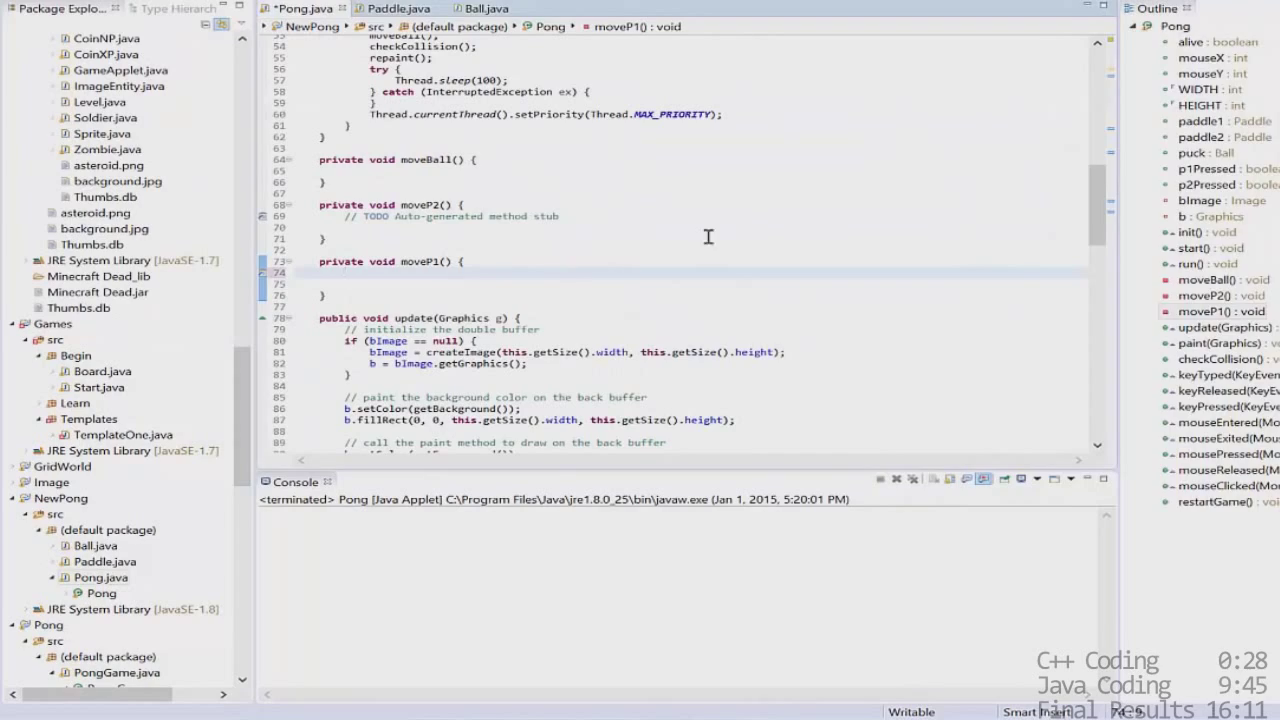 Package Explo...
Type Hierarch
CoinNP.java
CoinXP.java
GameApplet.java
ImageEntity.java
Level.java
Soldier.java
Sprite.java
Zombie.java
asteroid.png
background.jpg
Thumbs.db
asteroid.png
background.jpg
Thumbs.db
JRE System Library [JavaSE-1.7]
Minecraft Dead_lib
Minecraft Dead.jar
Thumbs.db
Games
src
Begin
Board.java
Start.java
Learn
Templates
TemplateOne.java
JRE System Library [JavaSE-1.7]
GridWorld
Image
NewPong
src
(default package)
Ball.java
Paddle.java
Pong.java
Pong
JRE System Library [JavaSE-1.8]
Pong
src
(default package)
PongGame.java
*Pong.java
Paddle.java
Ball.java
NewPong
src
(default package)
Pong
moveP1() : void
53 moveBall();
54 checkCollision();
55 repaint();
56 try {
57 Thread.sleep(100);
58 } catch (InterruptedException ex) {
59 }
60 Thread.currentThread().setPriority(Thread.MAX_PRIORITY);
61 }
62 }
63
64 private void moveBall() {
65
66 }
67
68 private void moveP2() {
69 // TODO Auto-generated method stub
70
71 }
72
73 private void moveP1() {
74
75
76 }
77
78 public void update(Graphics g) {
79 // initialize the double buffer
80 if (bImage == null) {
81 bImage = createImage(this.getSize().width, this.getSize().height);
82 b = bImage.getGraphics();
83 }
84
85 // paint the background color on the back buffer
86 b.setColor(getBackground());
87 b.fillRect(0, 0, this.getSize().width, this.getSize().height);
88
89 // call the paint method to draw on the back buffer
Console
<terminated> Pong [Java Applet] C:\Program Files\Java\jre1.8.0_25\bin\javaw.exe (Jan 1, 2015, 5:20:01 PM)
Outline
Pong
alive : boolean
mouseX : int
mouseY : int
WIDTH : int
HEIGHT : int
paddle1 : Paddle
paddle2 : Paddle
puck : Ball
p1Pressed : boolean
p2Pressed : boolean
bImage : Image
b : Graphics
init() : void
start() : void
run() : void
moveBall() : void
moveP2() : void
moveP1() : void
update(Graphics) :
paint(Graphics) : vo
checkCollision() : v
keyTyped(KeyEven
keyReleased(KeyEv
keyPressed(KeyEve
mouseEntered(Mo
mouseExited(Mous
mousePressed(Mo
mouseReleased(Mo
mouseClicked(Mou
restartGame() : voi
C++ Coding 0:28
Java Coding 9:45
Final Results 16:11
Writable
Smart Insert
74 : 9